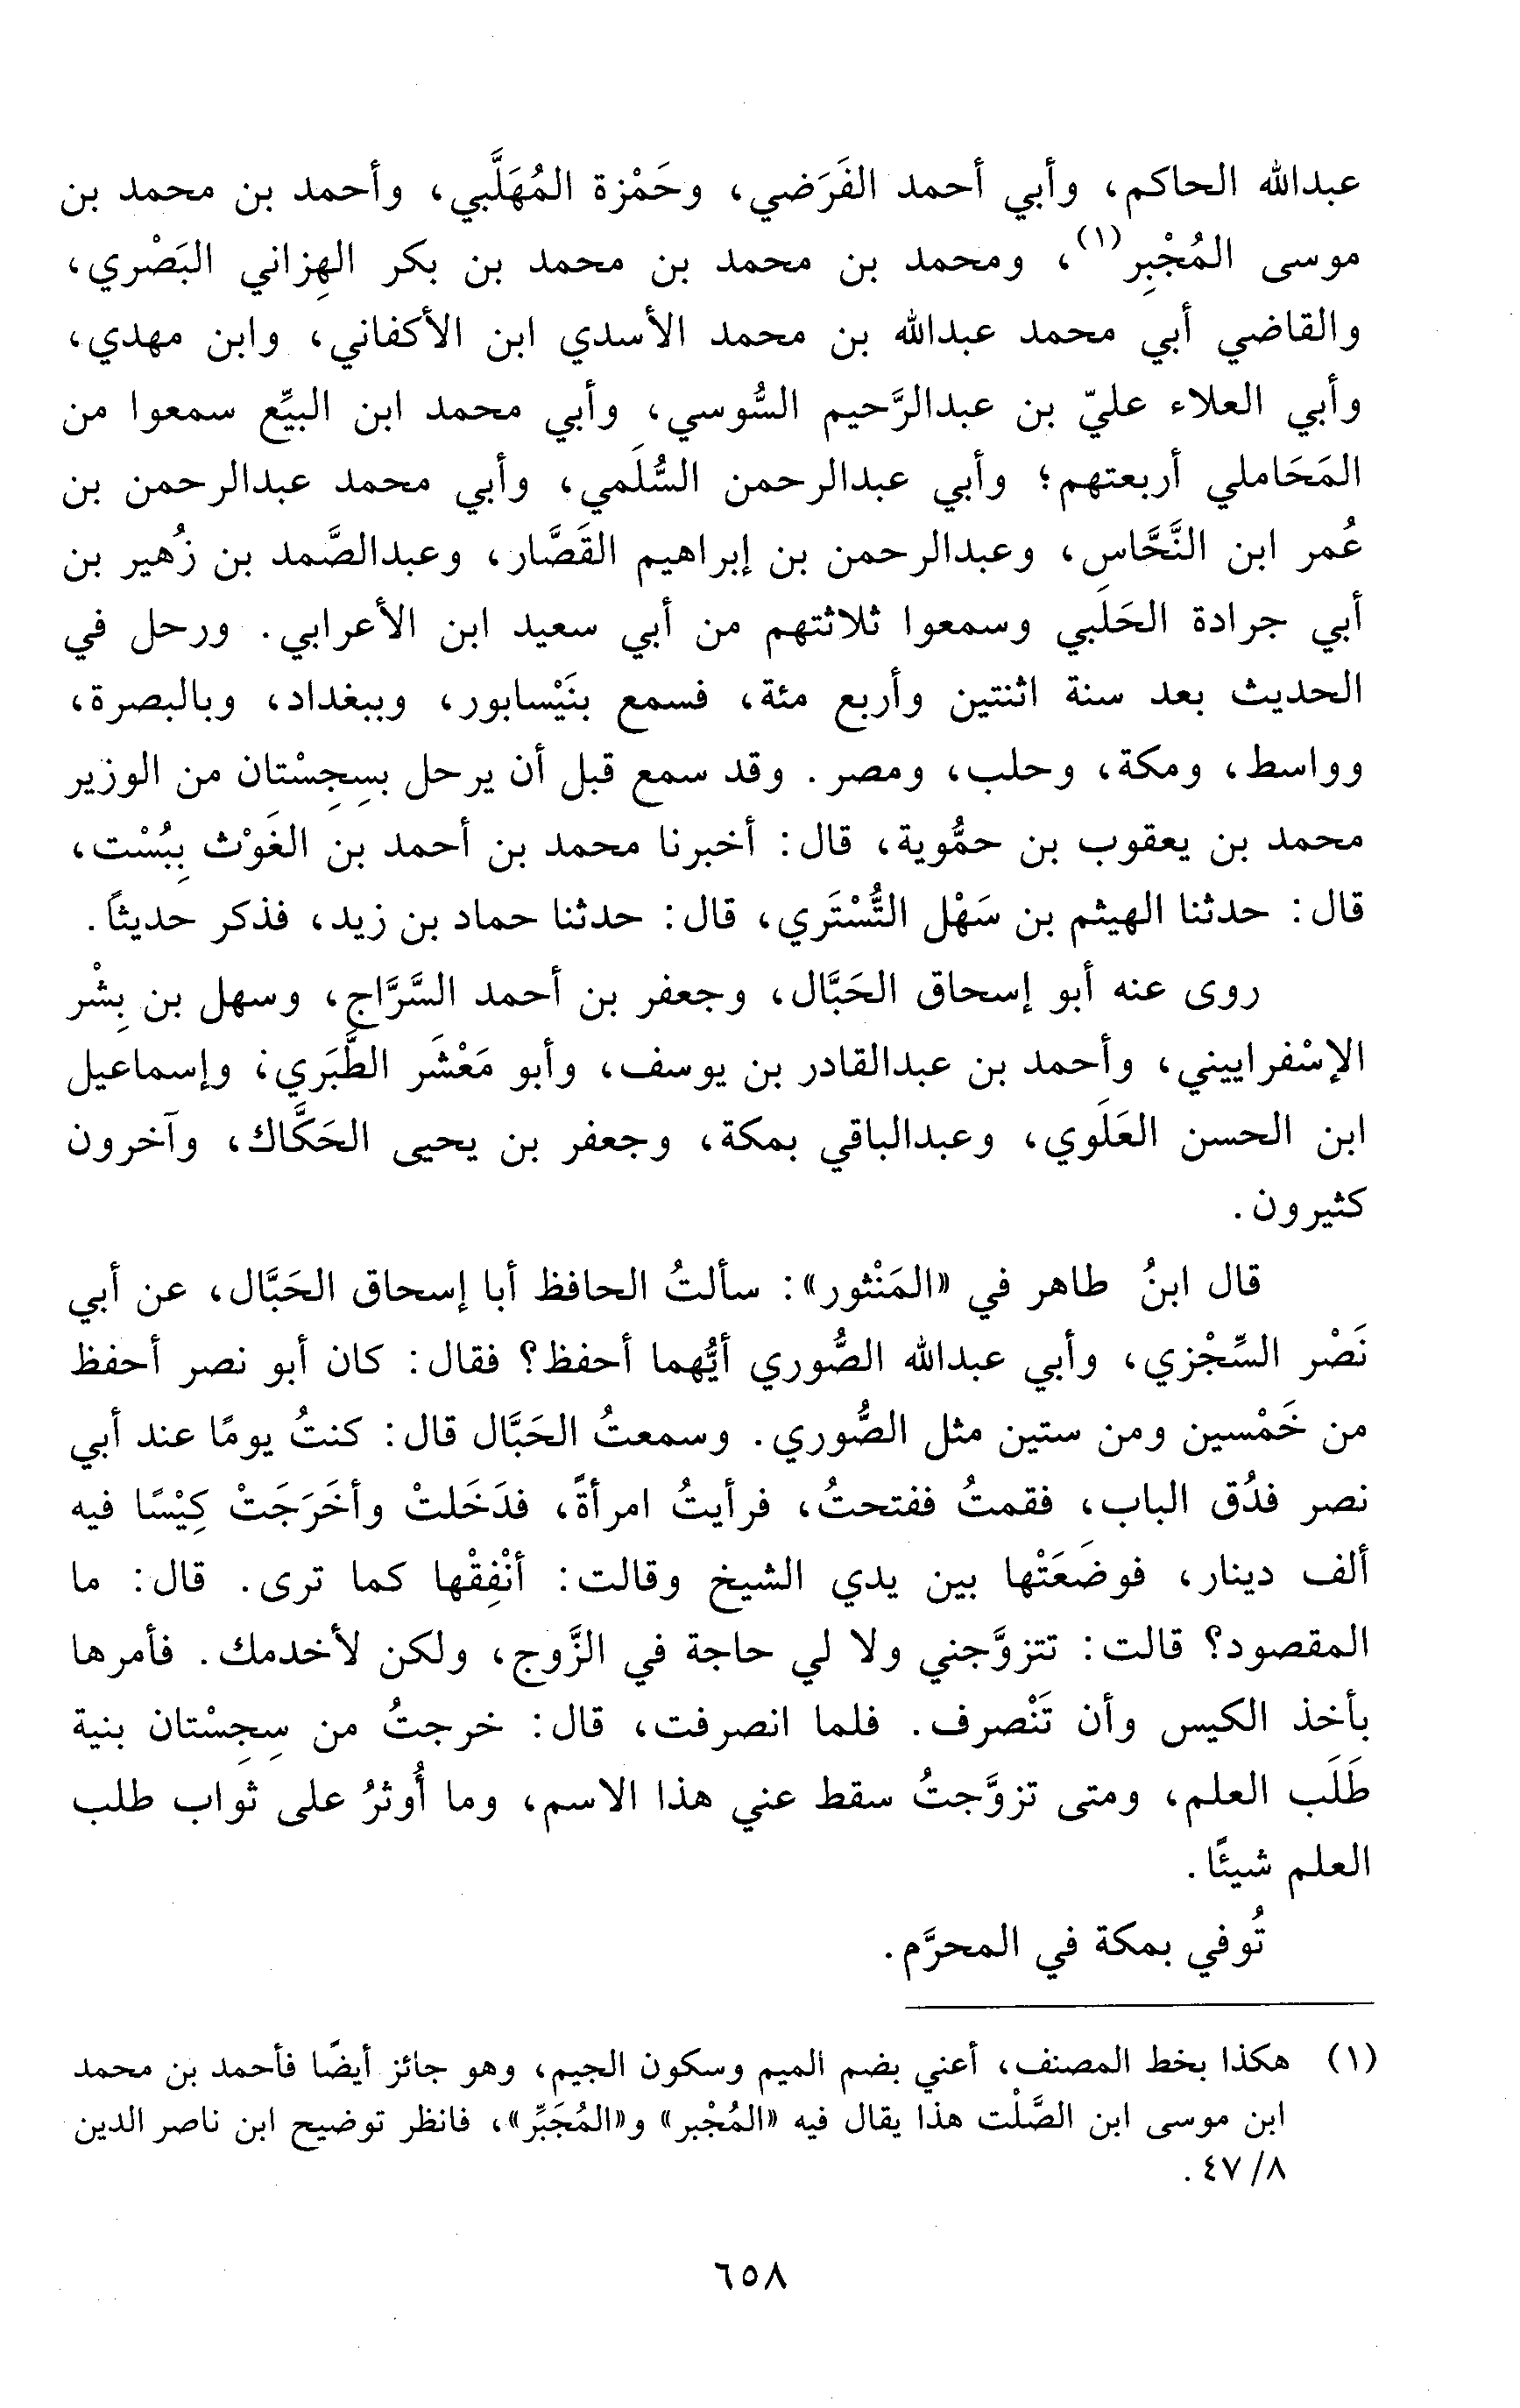 عبدالله الحاكم، وأبي أحمد الفَرَضي، وحَمْزة المُهَلَّبي، وأحمد بن محمد بن
موسى المُجْبِر(١)، ومحمد بن محمد بن محمد بن بكر الهِزاني البَصْري،
والقاضي أبي محمد عبدالله بن محمد الأسدي ابن الأكفاني، وابن مهدي،
وأبي العلاء عليّ بن عبدالرَّحيم السُّوسي، وأبي محمد ابن البيِّع سمعوا من
المَحَاملي أربعتهم؛ وأبي عبدالرحمن السُّلَمي، وأبي محمد عبدالرحمن بن
عُمر ابن النَّحَّاس، وعبدالرحمن بن إبراهيم القَصَّار، وعبدالصَّمد بن زُهير بن
أبي جرادة الحَلَبي وسمعوا ثلاثتهم من أبي سعيد ابن الأعرابي. ورحل في
الحديث بعد سنة اثنتين وأربع مئة، فسمع بنَيْسابور، وببغداد، وبالبصرة،
وواسط، ومكة، وحلب، ومصر. وقد سمع قبل أن يرحل بسِجِسْتان من الوزير
محمد بن يعقوب بن حمُّوية، قال: أخبرنا محمد بن أحمد بن الغَوْث ببُسْت،
قال: حدثنا الهيثم بن سَهْل التُّسْتَري، قال: حدثنا حماد بن زيد، فذكر حديثًا.
روى عنه أبو إسحاق الحَبَّال، وجعفر بن أحمد السَّرَّاج، وسهل بن بِشْر
الإسْفراييني، وأحمد بن عبدالقادر بن يوسف، وأبو مَعْشَر الطَّبَري، وإسماعيل
ابن الحسن العَلَوي، وعبدالباقي بمكة، وجعفر بن يحيى الحَكَّاك، وآخرون
كثيرون.
قال ابنُ طاهر في «المَنْثور»: سألتُ الحافظ أبا إسحاق الحَبَّال، عن أبي
نَصْر السِّجْزي، وأبي عبدالله الصُّوري أيُّهما أحفظ؟ فقال: كان أبو نصر أحفظ
من خَمْسين ومن ستين مثل الصُّوري. وسمعتُ الحَبَّال قال: كنتُ يومًا عند أبي
نصر فدُق الباب، فقمتُ ففتحتُ، فرأيتُ امرأةً، فدَخَلتْ وأخَرَجَتْ كِيْسًا فيه
ألف دينار، فوضَعَتْها بين يدي الشيخ وقالت: أنْفِقْها كما ترى. قال: ما
المقصود؟ قالت: تتزوَّجني ولا لي حاجة في الزَّوج، ولكن لأخدمك. فأمرها
بأخذ الكيس وأن تَنْصرف. فلما انصرفت، قال: خرجتُ من سِجِسْتان بنية
طَلَب العلم، ومتى تزوَّجتُ سقط عني هذا الاسم، وما أُوثرُ على ثَواب طلب
العلم شيئًا.
تُوفي بمكة في المحرَّم.
(١) هكذا بخط المصنف، أعني بضم الميم وسكون الجيم، وهو جائز أيضًا فأحمد بن محمد
ابن موسى ابن الصَّلْت هذا يقال فيه «المُجْبر» و«المُجَبِّر»، فانظر توضيح ابن ناصر الدين
٨/ ٤٧.
٦٥٨